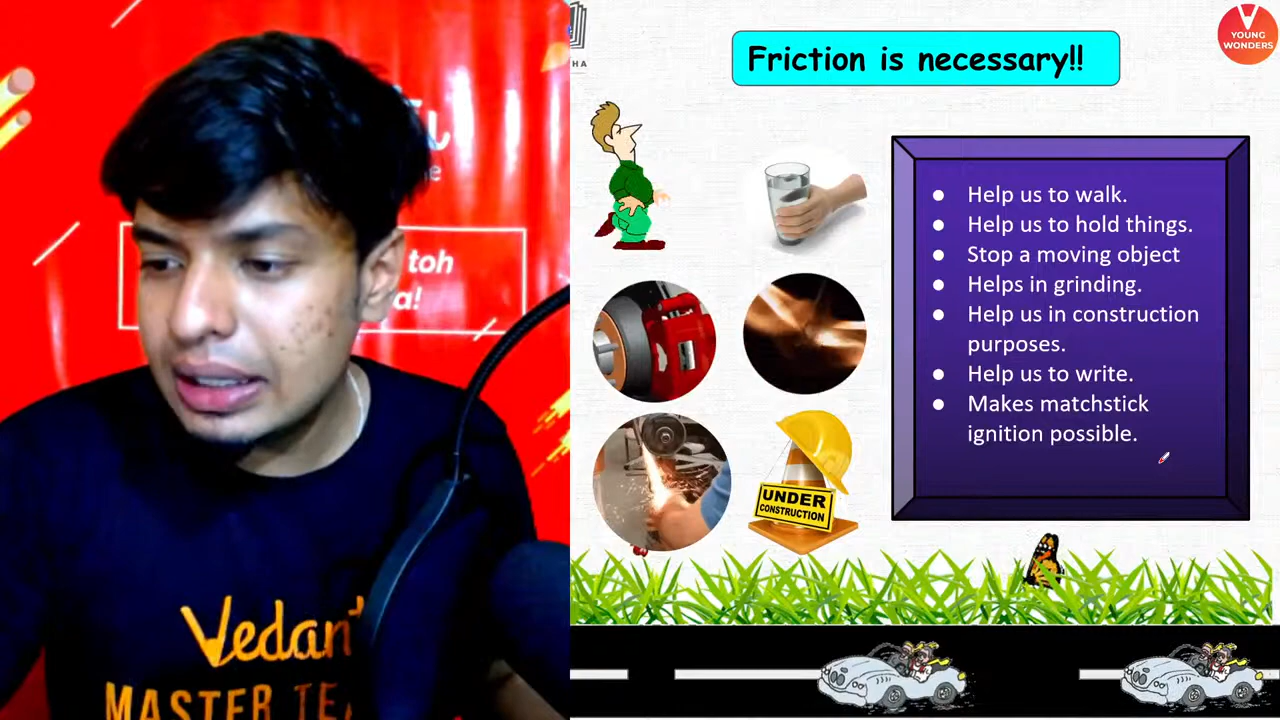 YOUNG
WONDERS
HA
Friction is necessary!!
● Help us to walk.
● Help us to hold things.
● Stop a moving object
● Helps in grinding.
● Help us in construction
purposes.
● Help us to write.
● Makes matchstick
ignition possible.
UNDER
CONSTRUCTION
toh
a!
Vedant
MASTER TE